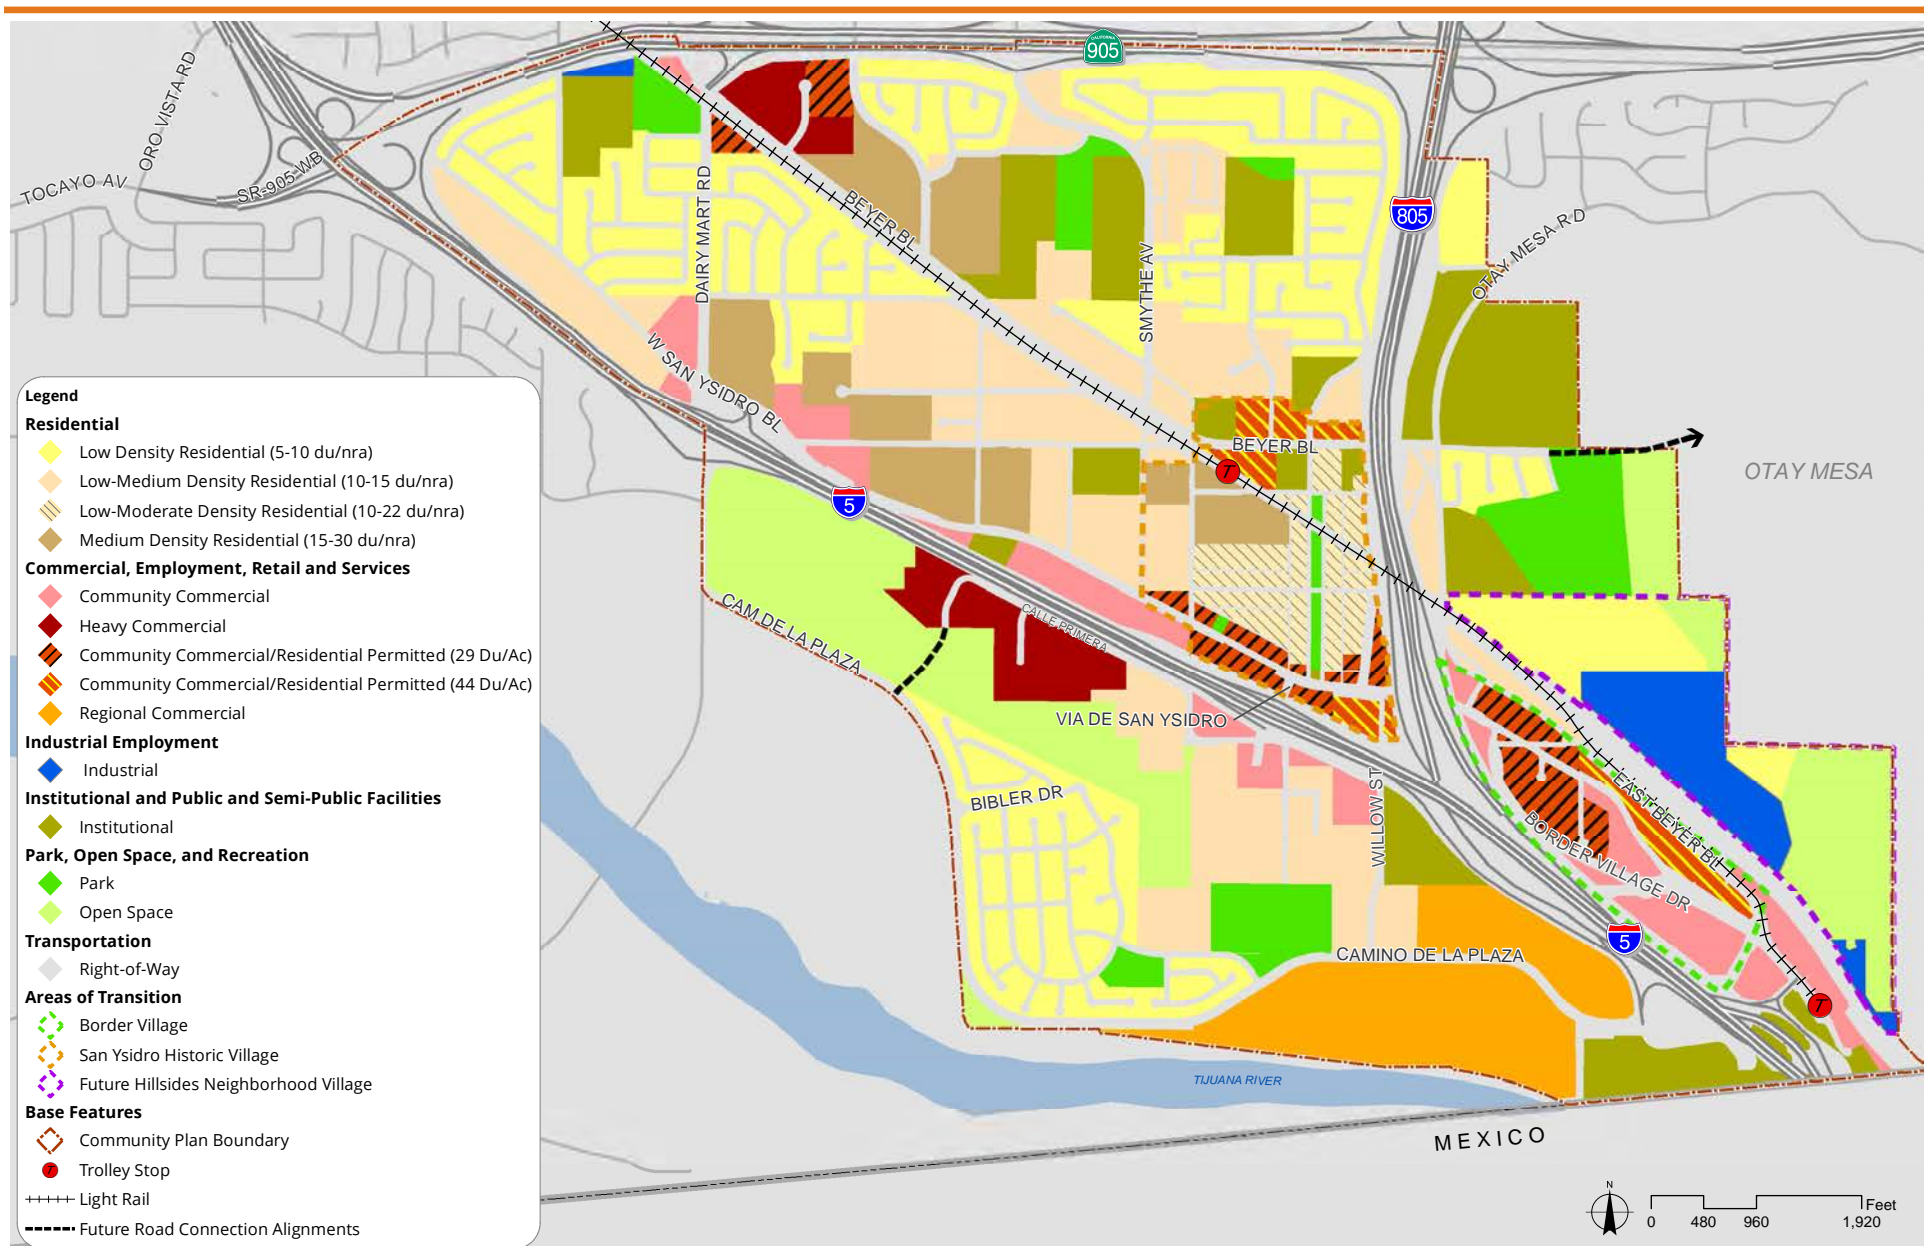 CALIFORNIA
905
ORO VISTA RD
TOCAYO AV
SR-905 WB
DAIRY MART RD
BEYER BL
SMYTHE AV
805
OTAY MESA RD
W SAN YSIDRO BL
BEYER BL
T
OTAY MESA
5
CAM DE LA PLAZA
CALLE PRIMERA
VIA DE SAN YSIDRO
BIBLER DR
WILLOW ST
EAST BEYER BL
BORDER VILLAGE DR
5
CAMINO DE LA PLAZA
T
TIJUANA RIVER
MEXICO
Legend
Residential
Low Density Residential (5-10 du/nra)
Low-Medium Density Residential (10-15 du/nra)
Low-Moderate Density Residential (10-22 du/nra)
Medium Density Residential (15-30 du/nra)
Commercial, Employment, Retail and Services
Community Commercial
Heavy Commercial
Community Commercial/Residential Permitted (29 Du/Ac)
Community Commercial/Residential Permitted (44 Du/Ac)
Regional Commercial
Industrial Employment
Industrial
Institutional and Public and Semi-Public Facilities
Institutional
Park, Open Space, and Recreation
Park
Open Space
Transportation
Right-of-Way
Areas of Transition
Border Village
San Ysidro Historic Village
Future Hillsides Neighborhood Village
Base Features
Community Plan Boundary
T Trolley Stop
Light Rail
Future Road Connection Alignments
N
Feet
0 480 960 1,920